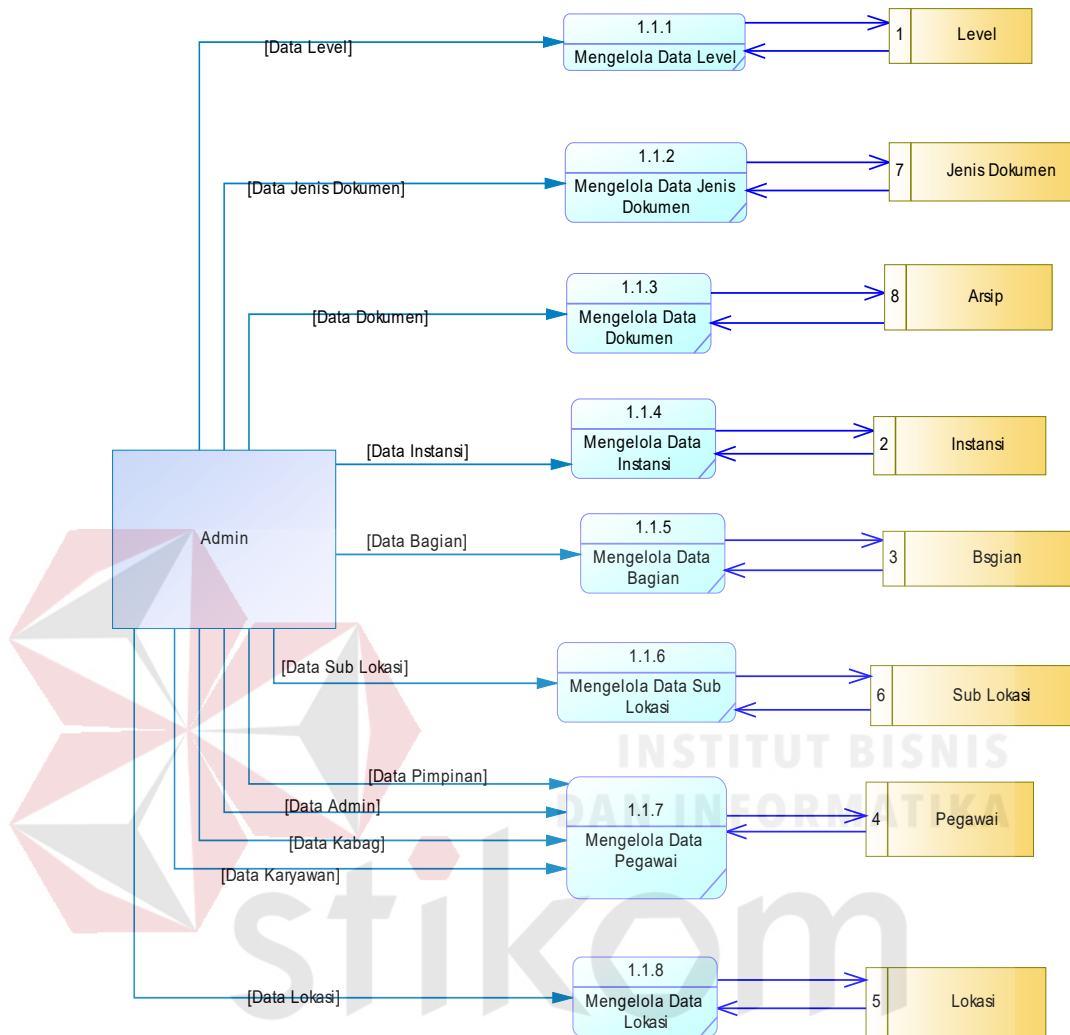 [Data Level]
1.1.1
Mengelola Data Level
1
Level
[Data Jenis Dokumen]
1.1.2
Mengelola Data Jenis
Dokumen
7
Jenis Dokumen
[Data Dokumen]
1.1.3
Mengelola Data
Dokumen
8
Arsip
Admin
[Data Instansi]
1.1.4
Mengelola Data
Instansi
2
Instansi
[Data Bagian]
1.1.5
Mengelola Data
Bagian
3
Bsgian
[Data Sub Lokasi]
1.1.6
Mengelola Data Sub
Lokasi
6
Sub Lokasi
INSTITUT BISNIS
DAN INFORMATIKA
[Data Pimpinan]
[Data Admin]
[Data Kabag]
[Data Karyawan]
1.1.7
Mengelola Data
Pegawai
4
Pegawai
stikom
[Data Lokasi]
1.1.8
Mengelola Data
Lokasi
5
Lokasi